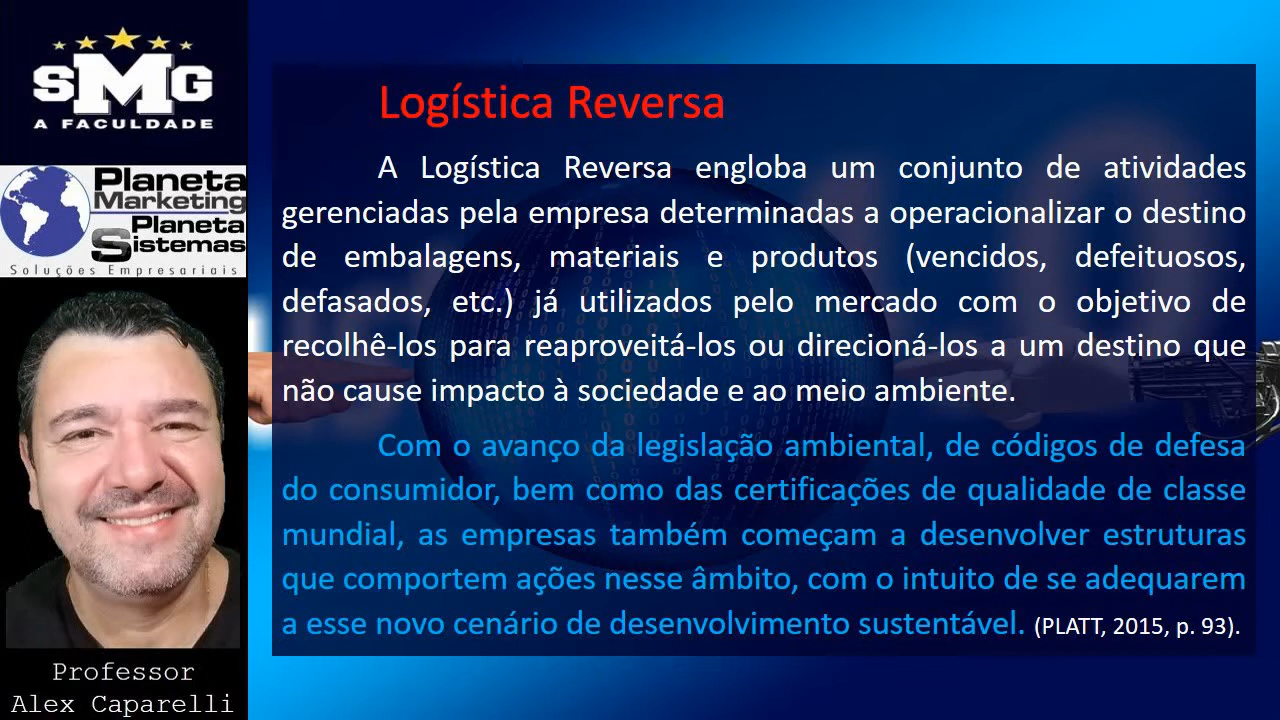 SMG
A FACULDADE
Planeta
Marketing
Planeta
Sistemas
Soluções Empresariais
Professor
Alex Caparelli
Logística Reversa
A Logística Reversa engloba um conjunto de atividades
gerenciadas pela empresa determinadas a operacionalizar o destino
de embalagens, materiais e produtos (vencidos, defeituosos,
defasados, etc.) já utilizados pelo mercado com o objetivo de
recolhê-los para reaproveitá-los ou direcioná-los a um destino que
não cause impacto à sociedade e ao meio ambiente.
Com o avanço da legislação ambiental, de códigos de defesa
do consumidor, bem como das certificações de qualidade de classe
mundial, as empresas também começam a desenvolver estruturas
que comportem ações nesse âmbito, com o intuito de se adequarem
a esse novo cenário de desenvolvimento sustentável. (PLATT, 2015, p. 93).